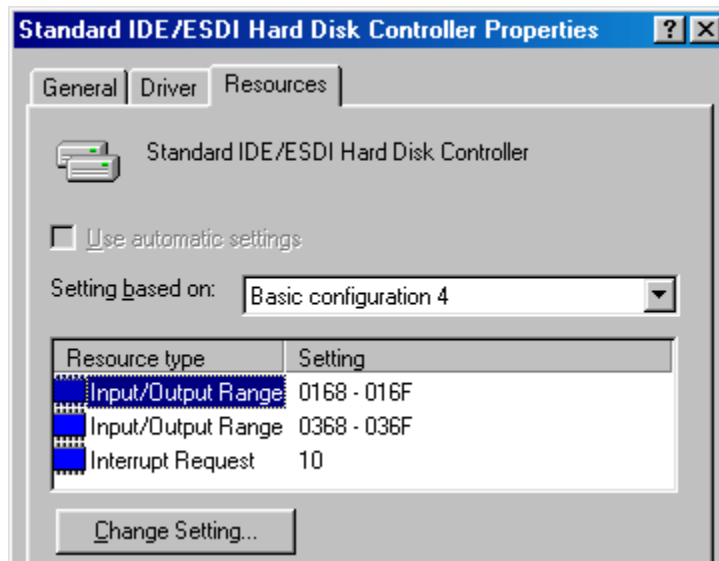 Standard IDE/ESDI Hard Disk Controller Properties
General Driver Resources
Standard IDE/ESDI Hard Disk Controller
Use automatic settings
Setting based on: Basic configuration 4
Resource type Setting
Input/Output Range 0168 - 016F
Input/Output Range 0368 - 036F
Interrupt Request 10
Change Setting...